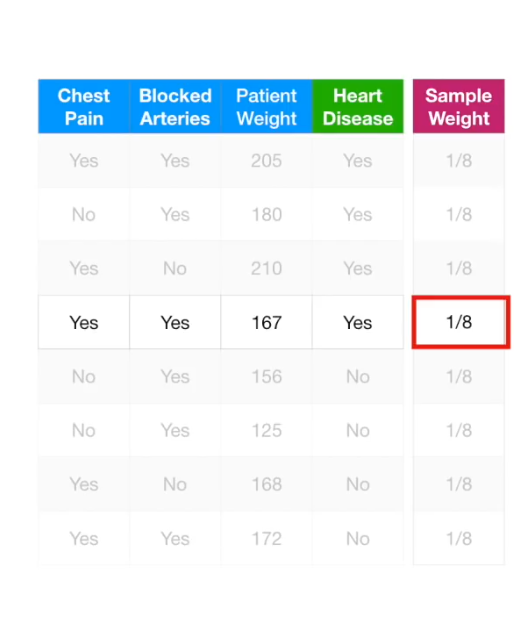 Chest Pain Blocked Arteries Patient Weight Heart Disease Sample Weight
Yes Yes 205 Yes 1/8
No Yes 180 Yes 1/8
Yes No 210 Yes 1/8
Yes Yes 167 Yes 1/8
No Yes 156 No 1/8
No Yes 125 No 1/8
Yes No 168 No 1/8
Yes Yes 172 No 1/8